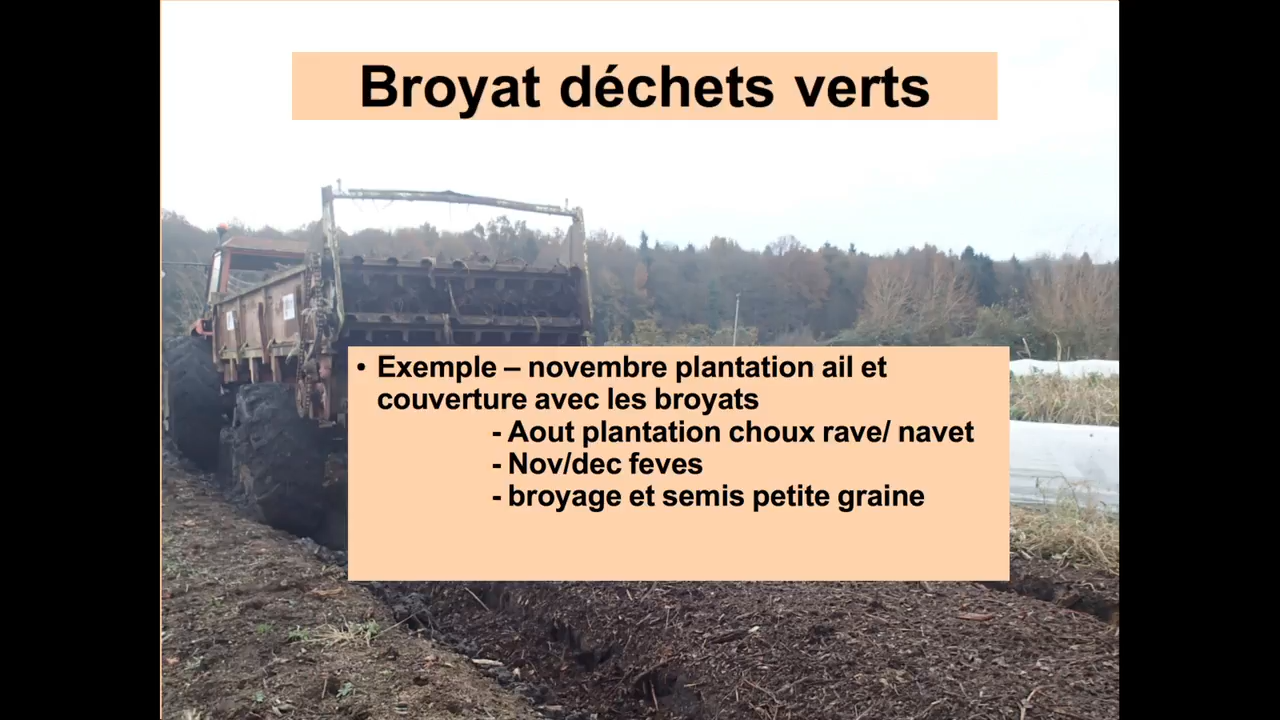 Broyat déchets verts
• Exemple – novembre plantation ail et
couverture avec les broyats
- Aout plantation choux rave/ navet
- Nov/dec feves
- broyage et semis petite graine